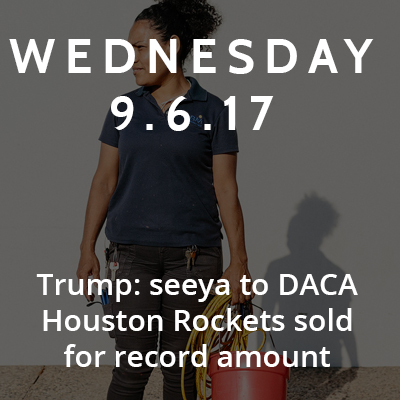 WEDNESDAY
9.6.17
Trump: seeya to DACA
Houston Rockets sold
for record amount